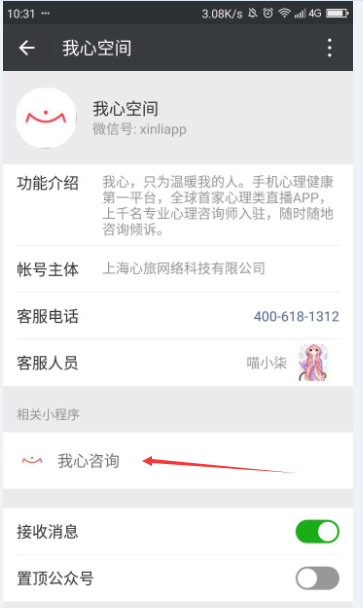 10:31 ···
3.08K/s 4G
我心空间
我心空间
微信号: xinliapp
功能介绍
我心，只为温暖我的人。手机心理健康
第一平台，全球首家心理类直播APP，
上千名专业心理咨询师入驻，随时随地
咨询倾诉。
帐号主体 上海心旅网络科技有限公司
客服电话 400-618-1312
客服人员 喵小柒
相关小程序
我心咨询
接收消息
置顶公众号